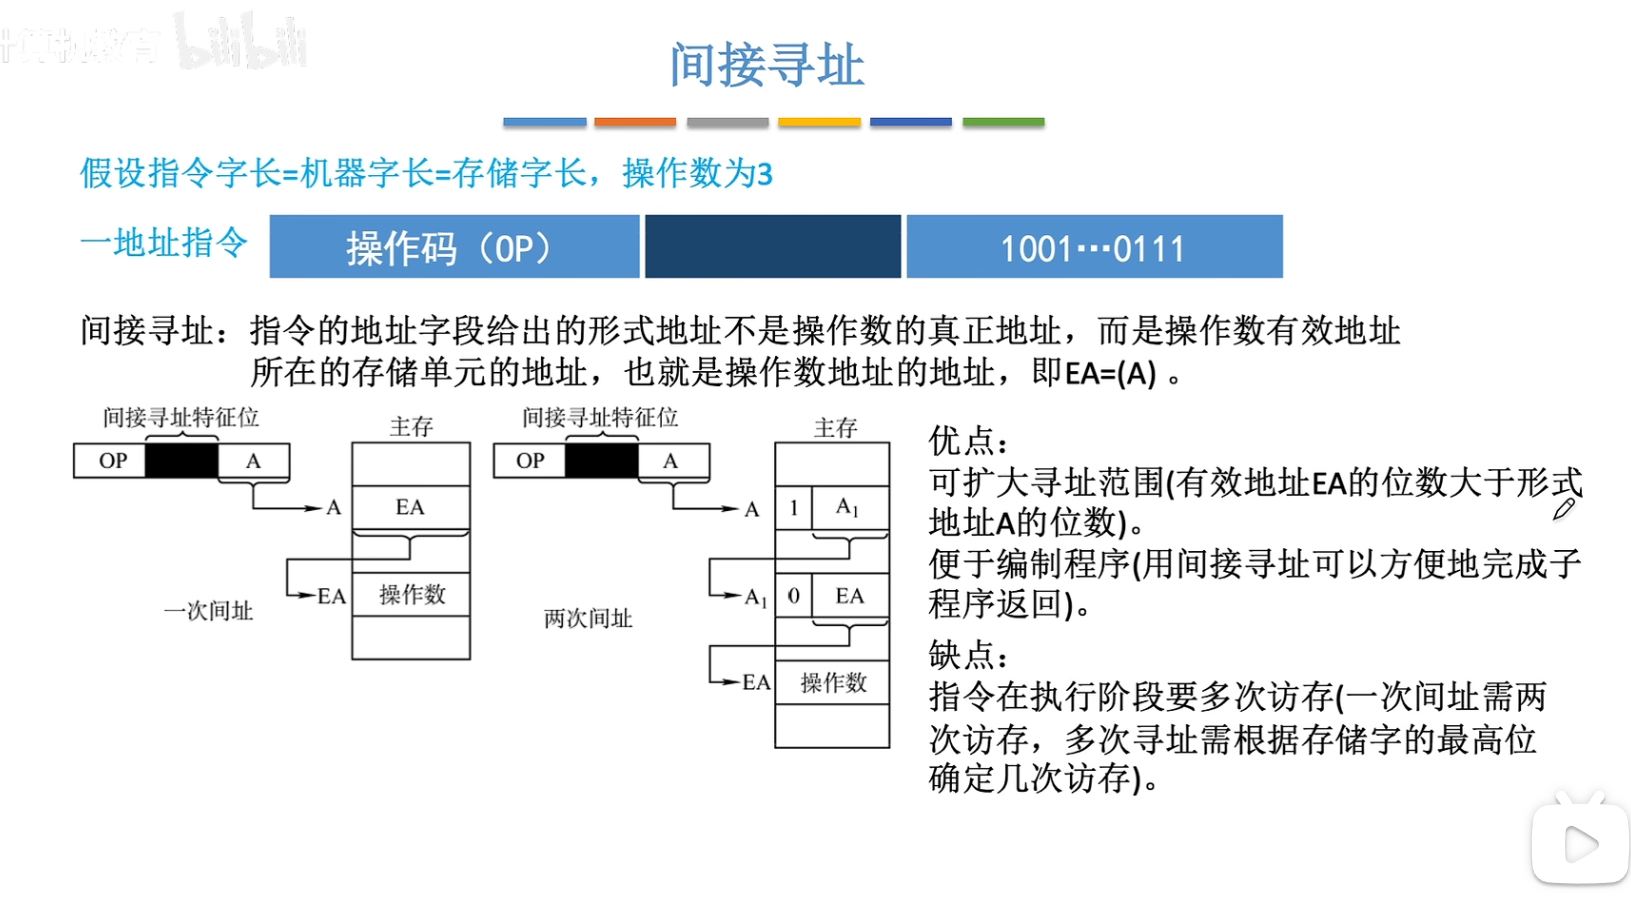 计算机教育 bilibili
间接寻址
假设指令字长=机器字长=存储字长，操作数为3
一地址指令 操作码（OP） 1001…0111
间接寻址：指令的地址字段给出的形式地址不是操作数的真正地址，而是操作数有效地址
所在的存储单元的地址，也就是操作数地址的地址，即EA=(A) 。
间接寻址特征位
主存
OP A
A EA
EA 操作数
一次间址
间接寻址特征位
主存
OP A
A 1 A₁
A₁ 0 EA
两次间址
EA 操作数
优点：
可扩大寻址范围(有效地址EA的位数大于形式
地址A的位数)。
便于编制程序(用间接寻址可以方便地完成子
程序返回)。
缺点：
指令在执行阶段要多次访存(一次间址需两
次访存，多次寻址需根据存储字的最高位
确定几次访存)。